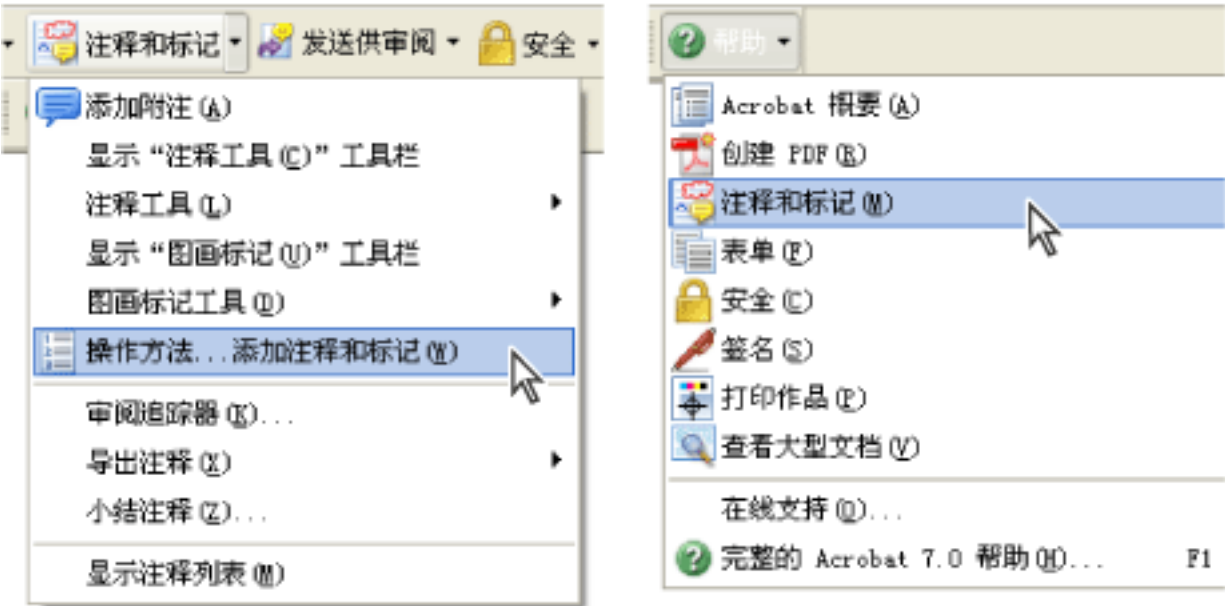 注释和标记 发送供审阅 安全
添加附注(A)
显示“注释工具(C)”工具栏
注释工具(L)
显示“图画标记(U)”工具栏
图画标记工具(D)
操作方法...添加注释和标记(W)
审阅追踪器(K)...
导出注释(X)
小结注释(Z)...
显示注释列表(M)
帮助
Acrobat 概要(A)
创建 PDF(R)
注释和标记(M)
表单(F)
安全(C)
签名(S)
打印作品(P)
查看大型文档(V)
在线支持(O)...
完整的 Acrobat 7.0 帮助(H)... F1